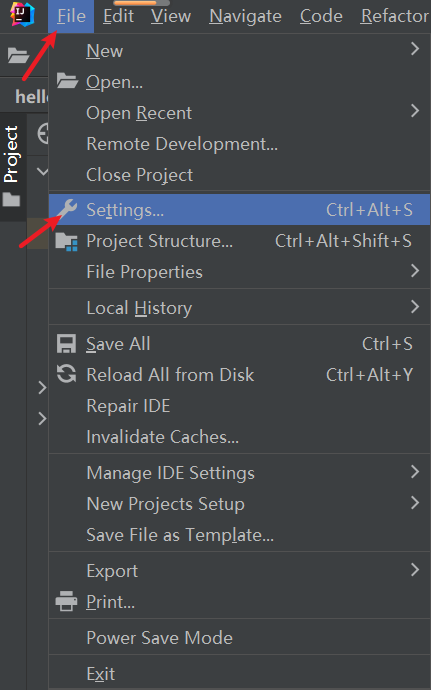 IJ
File Edit View Navigate Code Refactor
New
Open...
hello
Open Recent
Remote Development...
Project
Close Project
Settings... Ctrl+Alt+S
Project Structure... Ctrl+Alt+Shift+S
File Properties
Local History
Save All Ctrl+S
Reload All from Disk Ctrl+Alt+Y
Repair IDE
Invalidate Caches...
Manage IDE Settings
New Projects Setup
Save File as Template...
Export
Print...
Power Save Mode
Exit